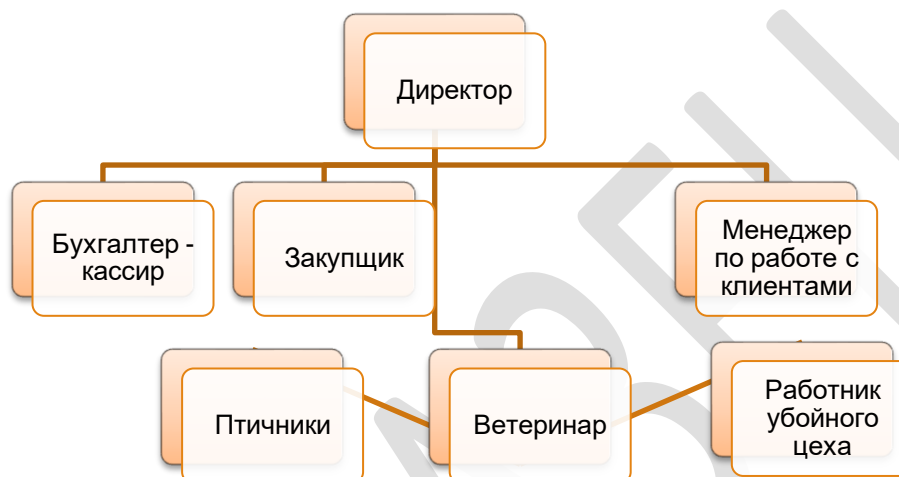 Директор
Бухгалтер -
кассир
Закупщик
Менеджер
по работе с
клиентами
Птичники
Ветеринар
Работник
убойного
цеха